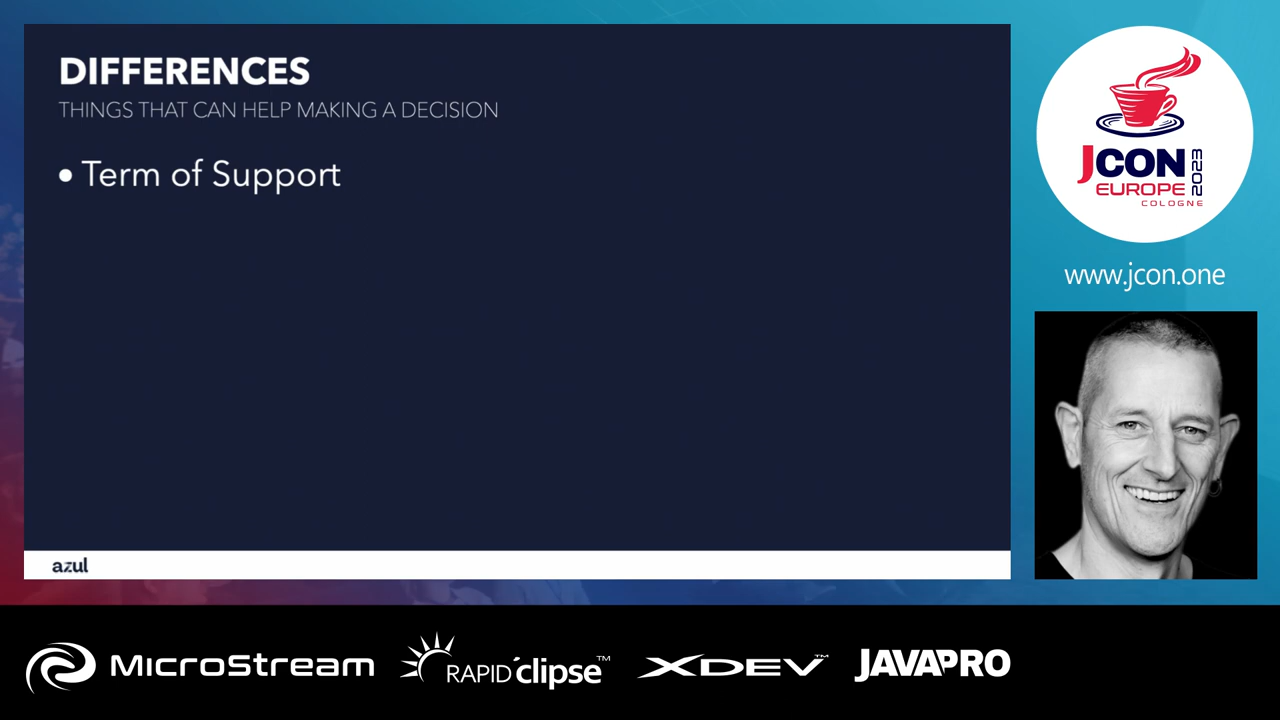 DIFFERENCES
THINGS THAT CAN HELP MAKING A DECISION
• Term of Support
azul
JCON
EUROPE
2023
COLOGNE
www.jcon.one
MicroStream
RAPID'clipse™
XDEV™
JAVAPRO